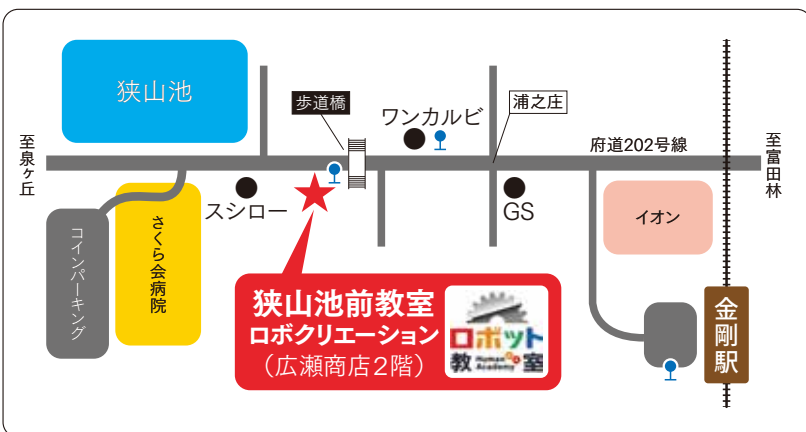 狭山池
歩道橋
ワンカルビ
浦之庄
府道202号線
至泉ヶ丘
至富田林
スシロー
GS
イオン
コインパーキング
さくら会病院
狭山池前教室
ロボクリエーション
（広瀬商店2階）
ロボット
教 Human Academy 室
金剛駅